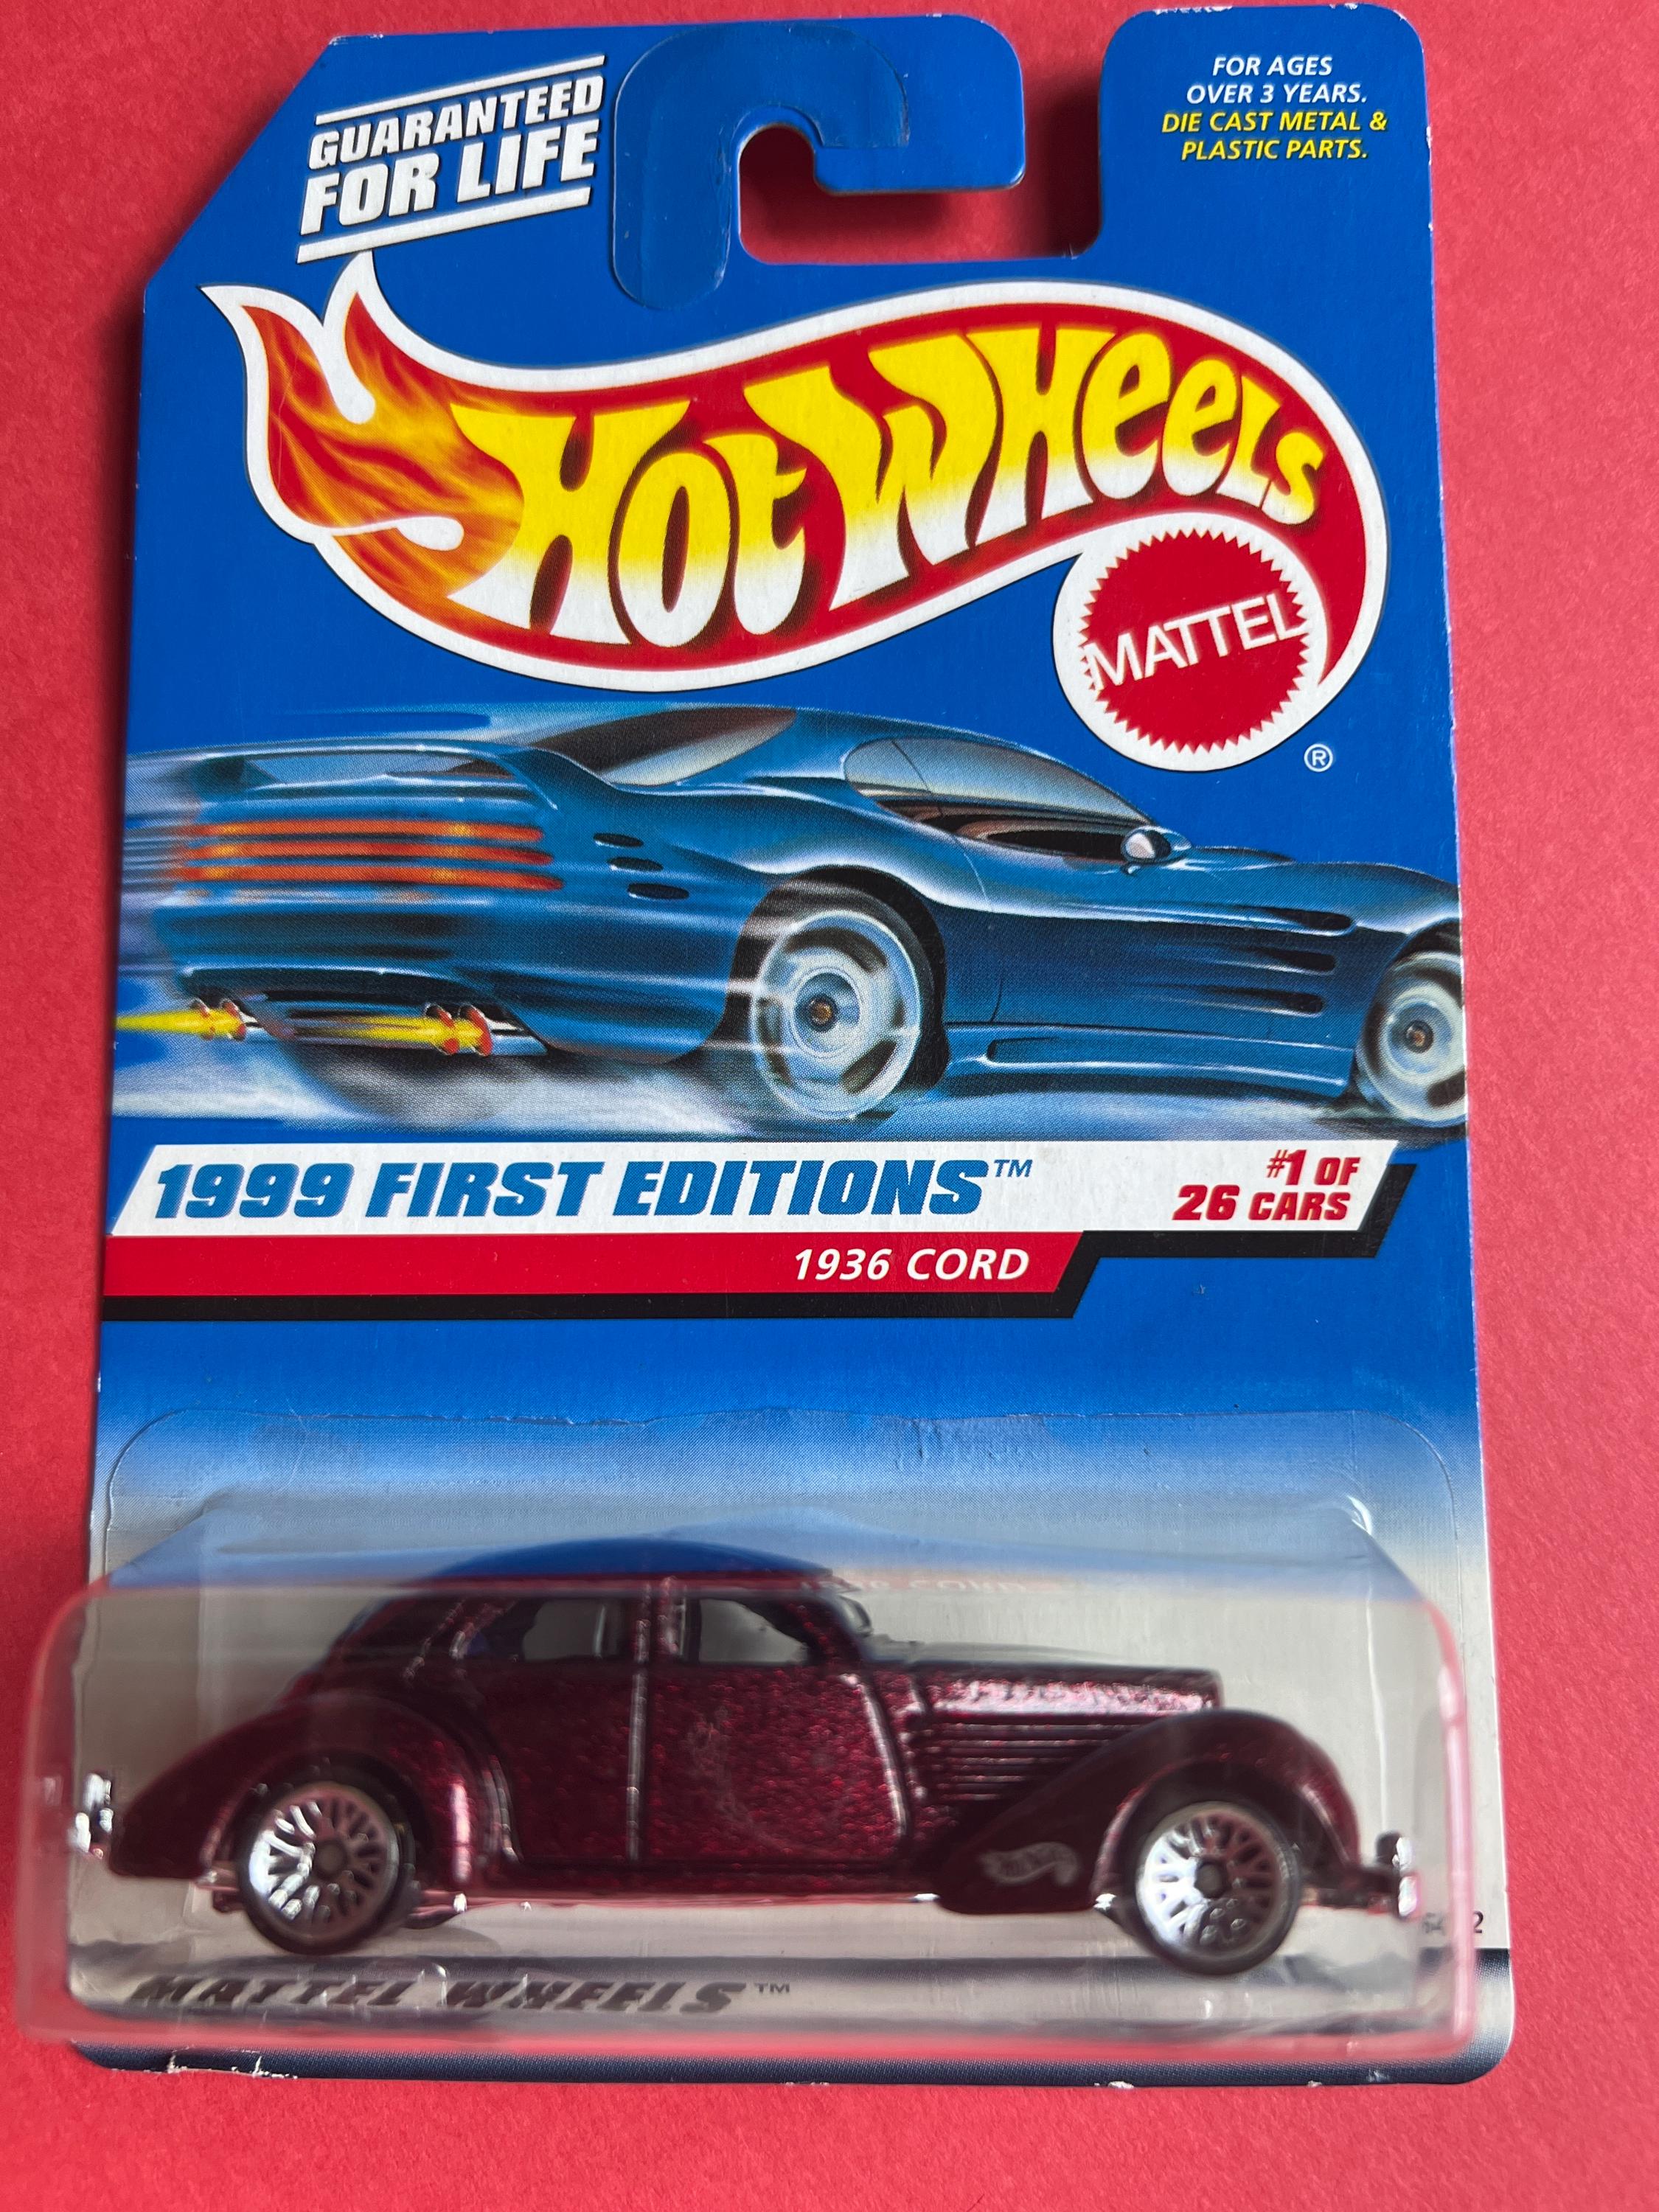 GUARANTEED
FOR LIFE
FOR AGES
OVER 3 YEARS.
DIE CAST METAL &
PLASTIC PARTS.
Hot Wheels
MATTEL
®
1999 FIRST EDITIONS™
#1 OF
26 CARS
1936 CORD
MATTEL WHEELS™